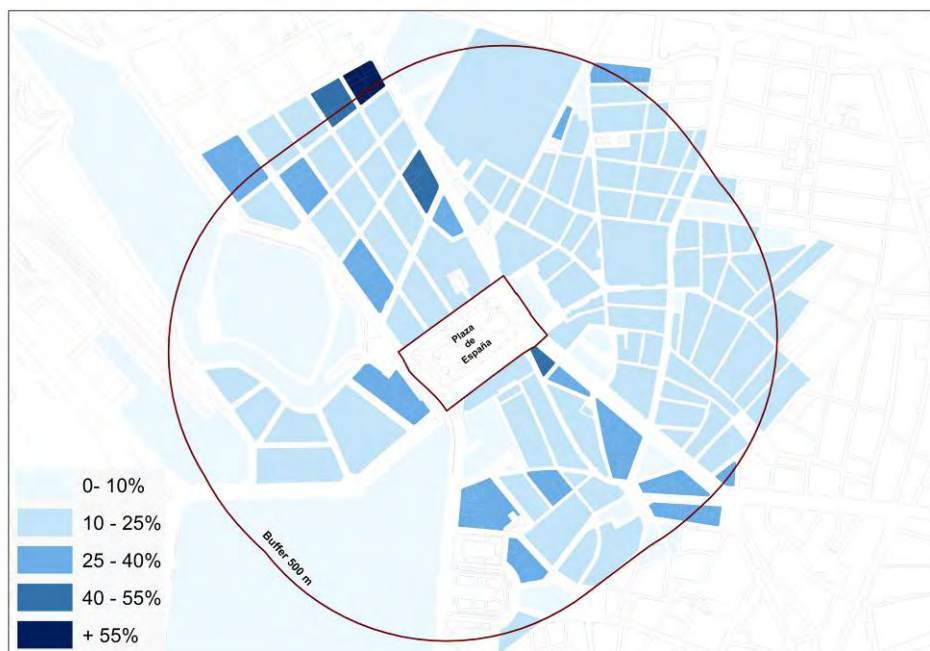 Plaza
de
España
Buffer 500 m
0- 10%
10 - 25%
25 - 40%
40 - 55%
+ 55%